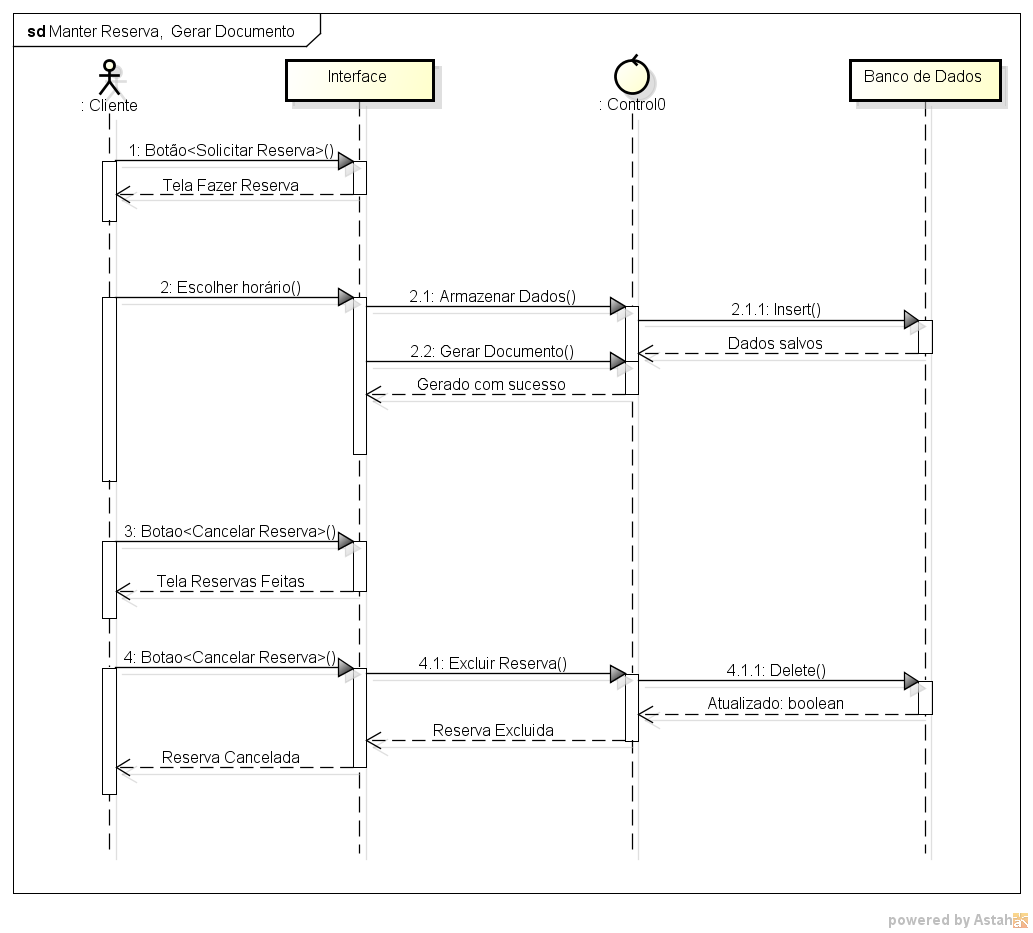 sd Manter Reserva, Gerar Documento
: Cliente
Interface
: Control0
Banco de Dados
1: Botão<Solicitar Reserva>()
Tela Fazer Reserva
2: Escolher horário()
2.1: Armazenar Dados()
2.1.1: Insert()
Dados salvos
2.2: Gerar Documento()
Gerado com sucesso
3: Botao<Cancelar Reserva>()
Tela Reservas Feitas
4: Botao<Cancelar Reserva>()
4.1: Excluir Reserva()
4.1.1: Delete()
Atualizado: boolean
Reserva Excluida
Reserva Cancelada
powered by Astah